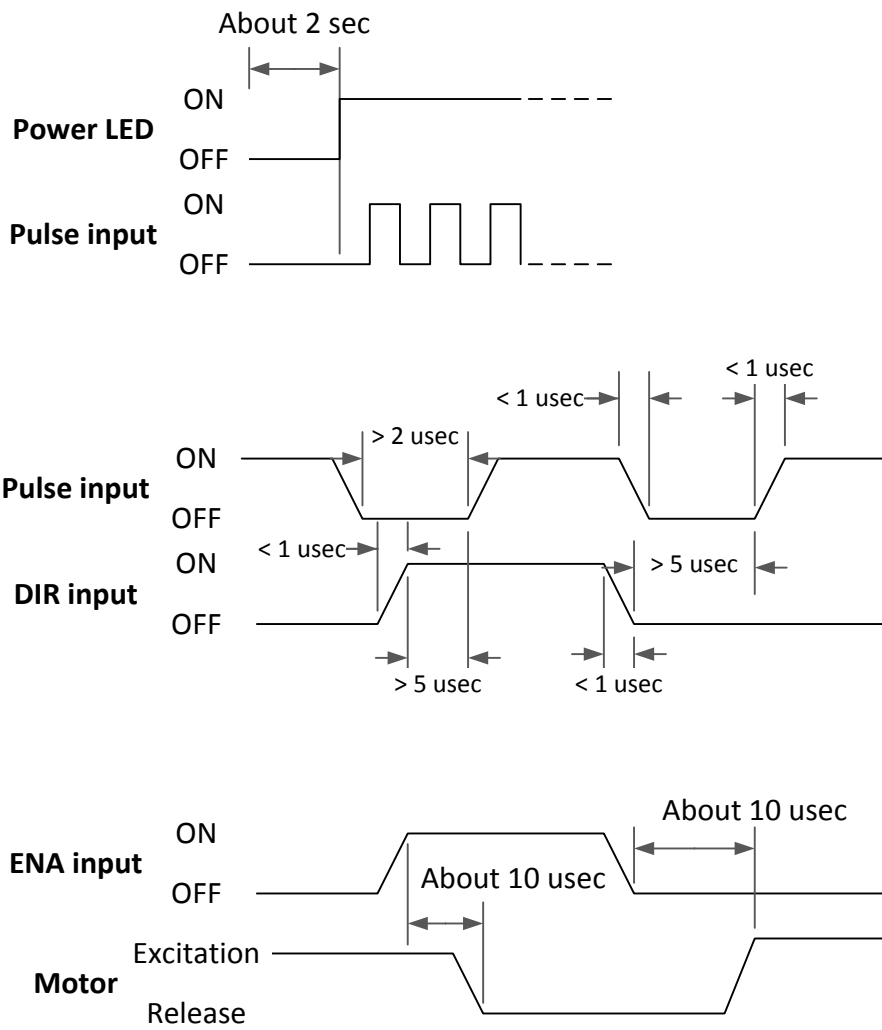 About 2 sec
ON
Power LED
OFF
ON
Pulse input
OFF
< 1 usec
< 1 usec
> 2 usec
ON
Pulse input
OFF
< 1 usec
ON
> 5 usec
DIR input
OFF
> 5 usec
< 1 usec
About 10 usec
ON
ENA input
OFF
About 10 usec
Excitation
Motor
Release